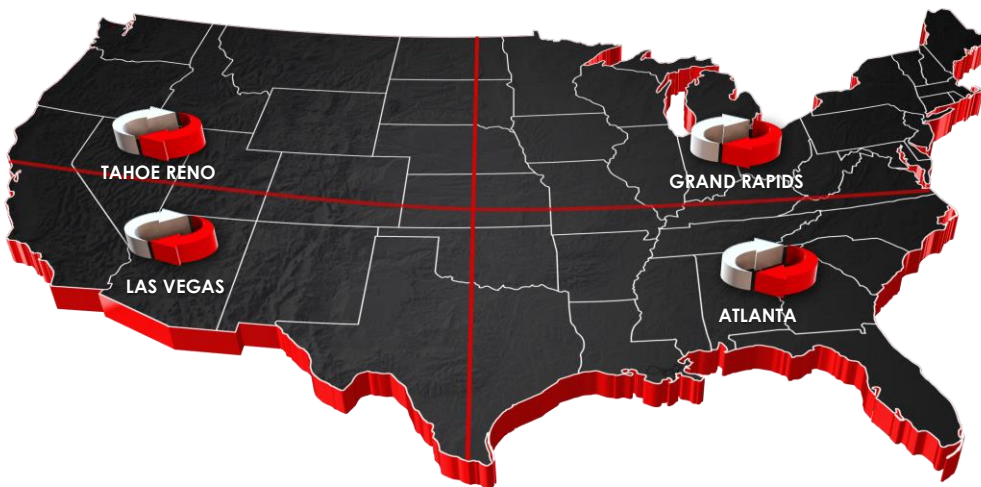 TAHOE RENO
GRAND RAPIDS
LAS VEGAS
ATLANTA